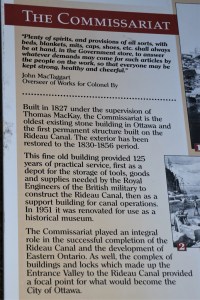 THE COMMISSARIAT
"Plenty of spirits, and provisions of all sorts, with
beds, blankets, mits, caps, shoes, etc. shall always
be at hand, in the Government store, to answer
whatever demands may come for such articles by
the people on the work, so that everyone may be
kept strong, healthy and cheerful."
John MacTaggart
Overseer of Works for Colonel By
Built in 1827 under the supervision of
Thomas MacKay, the Commissariat is the
oldest existing stone building in Ottawa and
the first permanent structure built on the
Rideau Canal. The exterior has been
restored to the 1830-1856 period.
This fine old building provided 125
years of practical service, first as a
depot for the storage of tools, goods
and supplies needed by the Royal
Engineers of the British military to
construct the Rideau Canal, then as a
support building for canal operations.
In 1951 it was renovated for use as a
historical museum.
The Commissariat played an integral
role in the successful completion of the
Rideau Canal and the development of
Eastern Ontario. As well, the complex of
buildings and locks which made up the
Entrance Valley to the Rideau Canal provided
a focal point for what would become the
City of Ottawa.
2